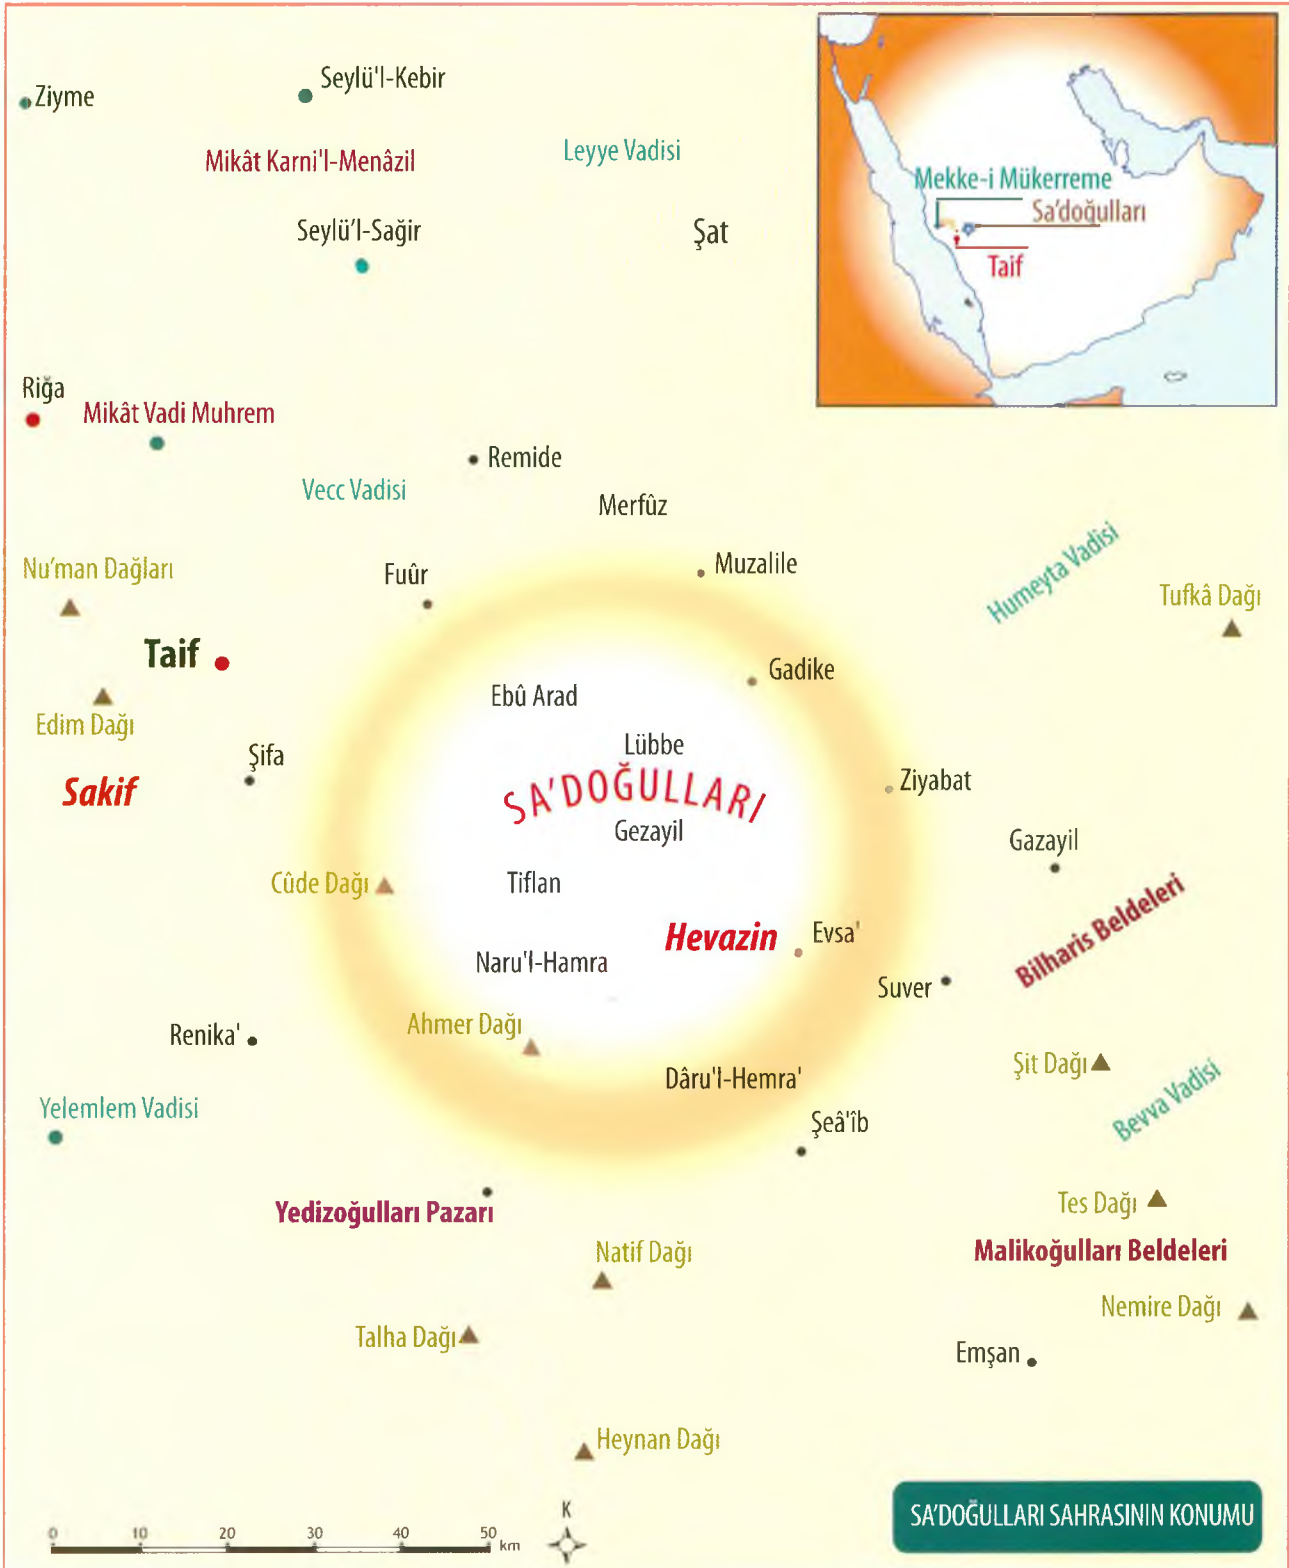 Ziyme
Seylü'l-Kebir
Mikât Karni'l-Menâzil
Leyye Vadisi
Seylü'l-Sağir
Şat
Mekke-i Mükerreme
Sa'doğulları
Taif
Riğa
Mikât Vadi Muhrem
Remide
Vecc Vadisi
Merfûz
Nu'man Dağları
Fuûr
Muzalile
Humeyta Vadisi
Tufkâ Dağı
Taif
Gadike
Ebû Arad
Edim Dağı
Şifa
Lübbe
Sakif
SA'DOĞULLARI
Ziyabat
Gezayil
Gazayil
Cûde Dağı
Tiflan
Hevazin
Evsa'
Bilharis Beldeleri
Naru'l-Hamra
Suver
Renika'
Ahmer Dağı
Dâru'l-Hemra'
Şit Dağı
Bevva Vadisi
Yelemlem Vadisi
Şeâ'îb
Yedizoğulları Pazarı
Tes Dağı
Natif Dağı
Malikoğulları Beldeleri
Nemire Dağı
Talha Dağı
Emşan
Heynan Dağı
K
0 10 20 30 40 50 km
SA'DOĞULLARI SAHRASININ KONUMU